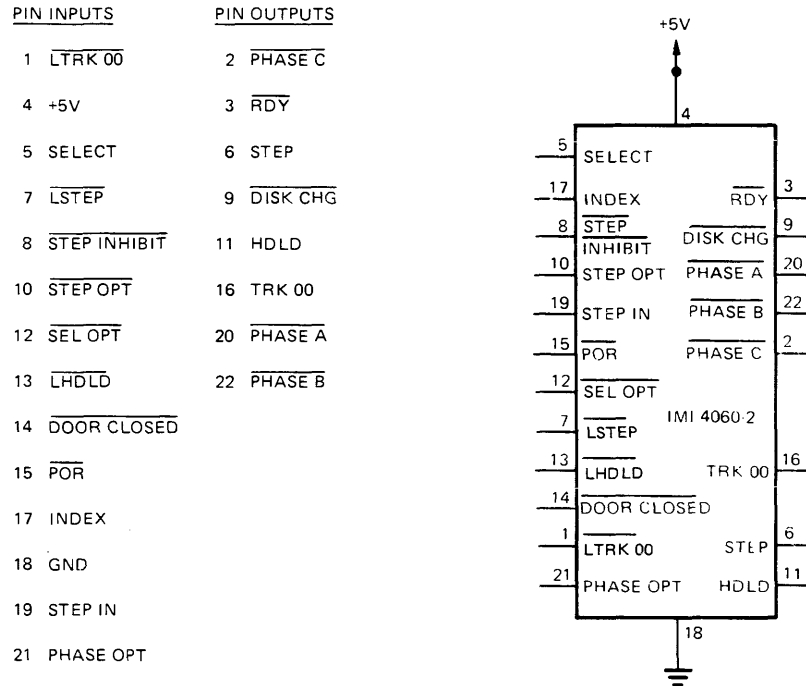 PIN INPUTS
1 LTRK 00
4 +5V
5 SELECT
7 LSTEP
8 STEP INHIBIT
10 STEP OPT
12 SEL OPT
13 LHDLD
14 DOOR CLOSED
15 POR
17 INDEX
18 GND
19 STEP IN
21 PHASE OPT
PIN OUTPUTS
2 PHASE C
3 RDY
6 STEP
9 DISK CHG
11 HDLD
16 TRK 00
20 PHASE A
22 PHASE B
+5V
4
5 SELECT
17 INDEX
RDY 3
8 STEP
INHIBIT
DISK CHG 9
10 STEP OPT
PHASE A 20
19 STEP IN
PHASE B 22
15 POR
PHASE C 2
12 SEL OPT
IMI 4060-2
7 LSTEP
13 LHDLD
TRK 00 16
14 DOOR CLOSED
1 LTRK 00
STEP 6
21 PHASE OPT
HDLD 11
18